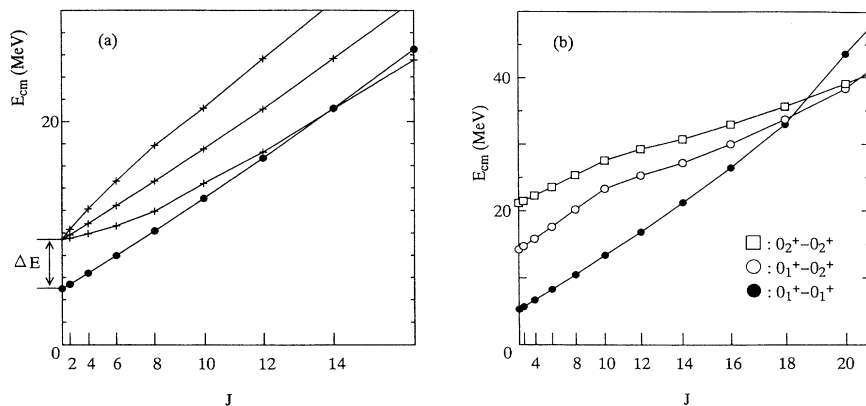 (a)
E_cm (MeV)
20
ΔE
0
2 4 6 8 10 12 14
J
(b)
E_cm (MeV)
40
20
0
□ : 0₂⁺–0₂⁺
○ : 0₁⁺–0₂⁺
● : 0₁⁺–0₁⁺
4 8 10 12 14 16 18 20
J